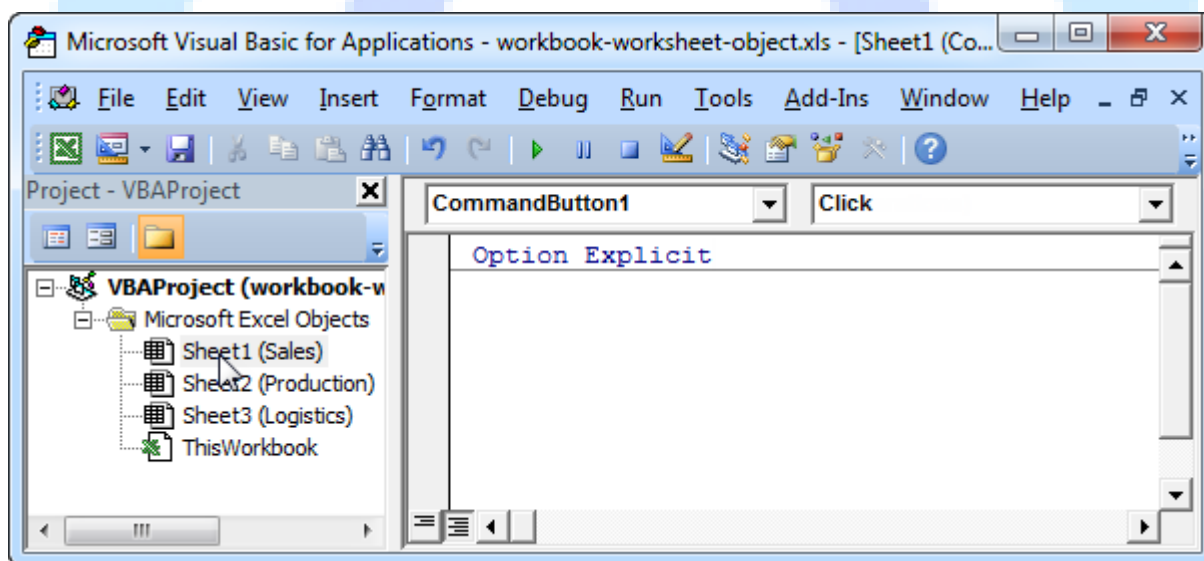 Microsoft Visual Basic for Applications - workbook-worksheet-object.xls - [Sheet1 (Co...
File Edit View Insert Format Debug Run Tools Add-Ins Window Help
Project - VBAProject
CommandButton1 Click
Option Explicit
VBAProject (workbook-w
Microsoft Excel Objects
Sheet1 (Sales)
Sheet2 (Production)
Sheet3 (Logistics)
ThisWorkbook